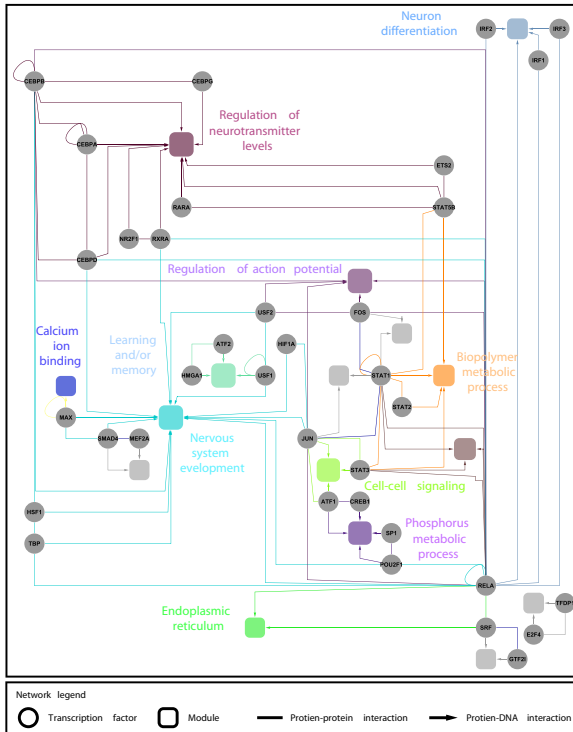 Neuron
differentiation
IRF2
IRF3
IRF1
CEBPB
CEBPG
Regulation of
neurotransmitter
levels
CEBPA
ETS2
RARA
STAT5B
NR2F1
RXRA
CEBPD
Regulation of action potential
USF2
FOS
Calcium
ion
binding
Learning
and/or
memory
ATF2
HIF1A
HMGA1
USF1
STAT1
Biopolymer
metabolic
process
STAT2
MAX
SMAD4
MEF2A
Nervous
system
evelopment
JUN
STAT3
Cell-cell signaling
ATF1
CREB1
HSF1
SP1
Phosphorus
metabolic
process
TBP
POU2F1
RELA
Endoplasmic
reticulum
SRF
TFDP1
E2F4
GTF2I
Network legend
Transcription factor
Module
Protien-protein interaction
Protien-DNA interaction